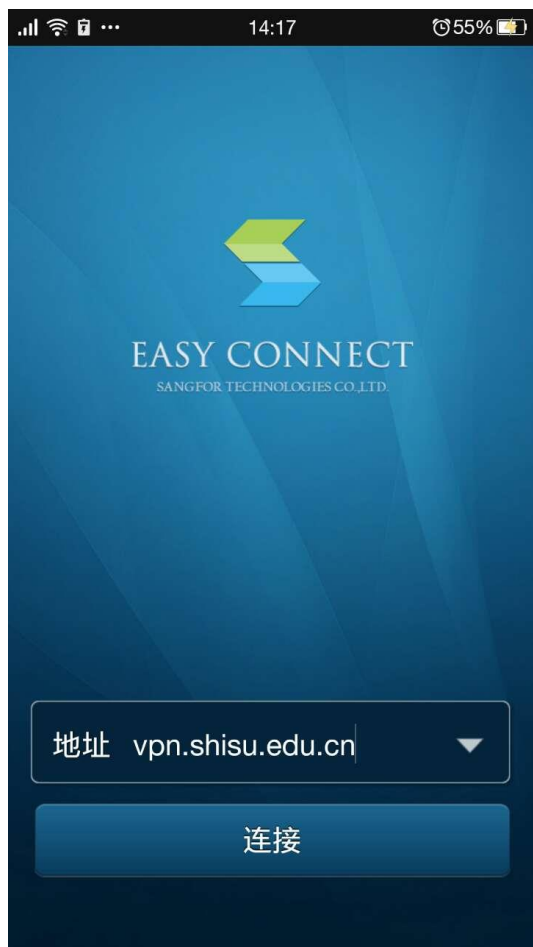 14:17
55%
EASY CONNECT
SANGFOR TECHNOLOGIES CO.,LTD.
地址 vpn.shisu.edu.cn
连接